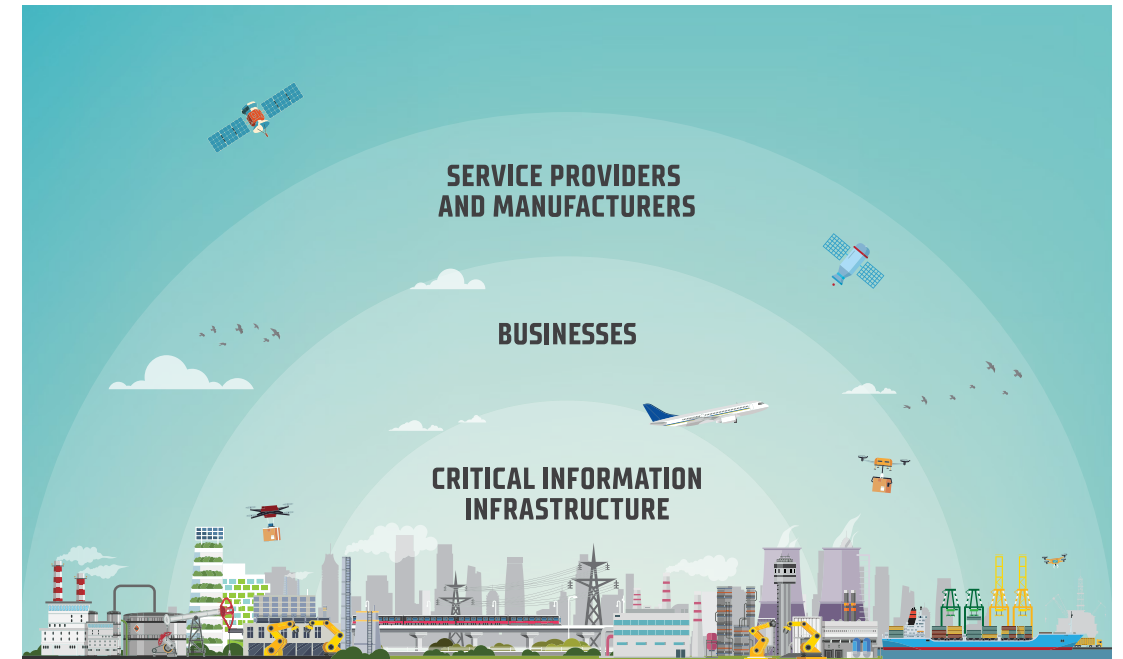 SERVICE PROVIDERS
AND MANUFACTURERS
BUSINESSES
CRITICAL INFORMATION
INFRASTRUCTURE